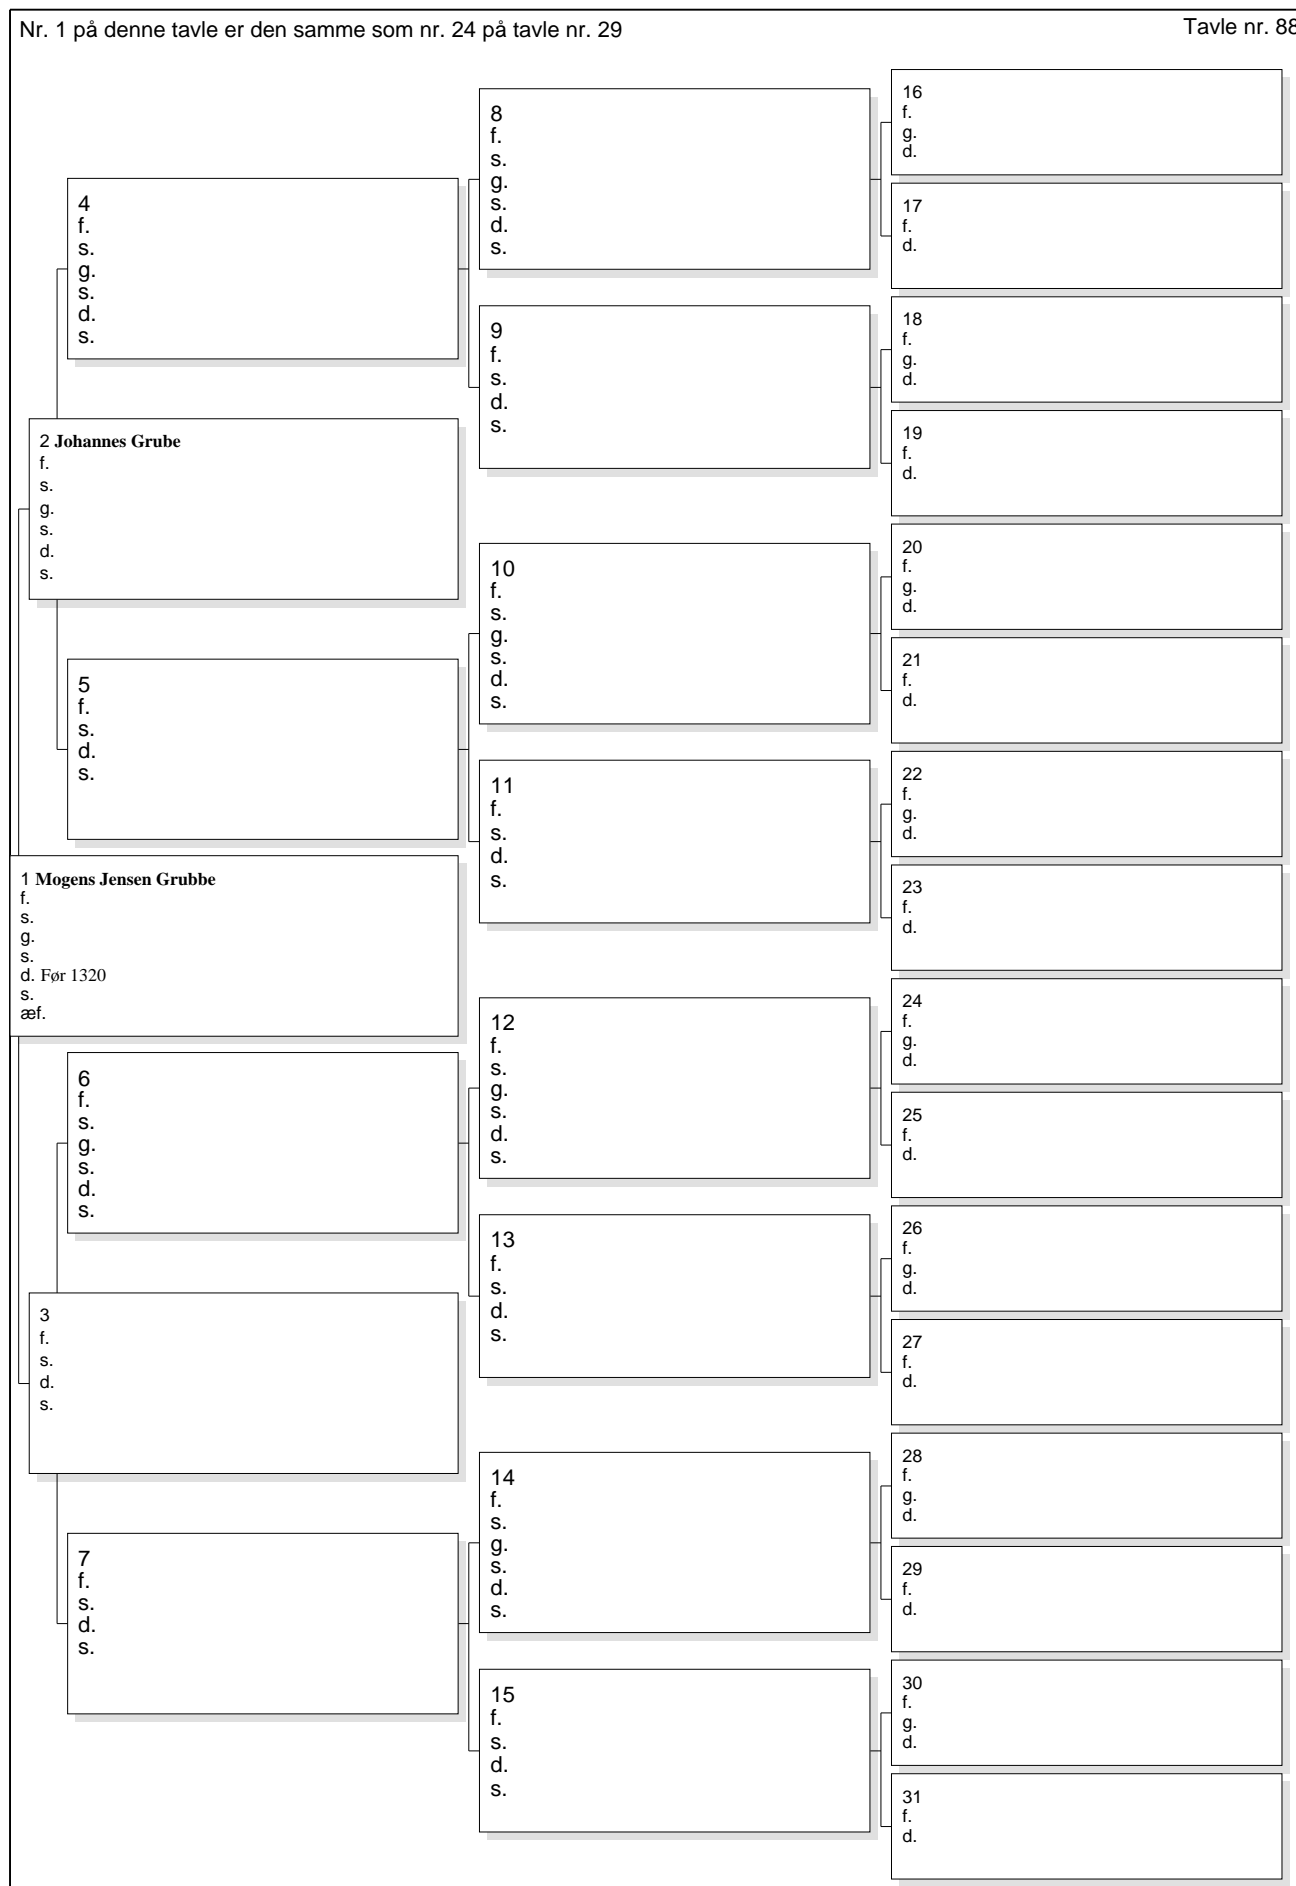 Nr. 1 på denne tavle er den samme som nr. 24 på tavle nr. 29
Tavle nr. 88
4
f.
s.
g.
s.
d.
s.
2 Johannes Grube
f.
s.
g.
s.
d.
s.
5
f.
s.
d.
s.
1 Mogens Jensen Grubbe
f.
s.
g.
s.
d. Før 1320
s.
æf.
6
f.
s.
g.
s.
d.
s.
3
f.
s.
d.
s.
7
f.
s.
d.
s.
8
f.
s.
g.
s.
d.
s.
9
f.
s.
d.
s.
10
f.
s.
g.
s.
d.
s.
11
f.
s.
d.
s.
12
f.
s.
g.
s.
d.
s.
13
f.
s.
d.
s.
14
f.
s.
g.
s.
d.
s.
15
f.
s.
d.
s.
16
f.
g.
d.
17
f.
d.
18
f.
g.
d.
19
f.
d.
20
f.
g.
d.
21
f.
d.
22
f.
g.
d.
23
f.
d.
24
f.
g.
d.
25
f.
d.
26
f.
g.
d.
27
f.
d.
28
f.
g.
d.
29
f.
d.
30
f.
g.
d.
31
f.
d.